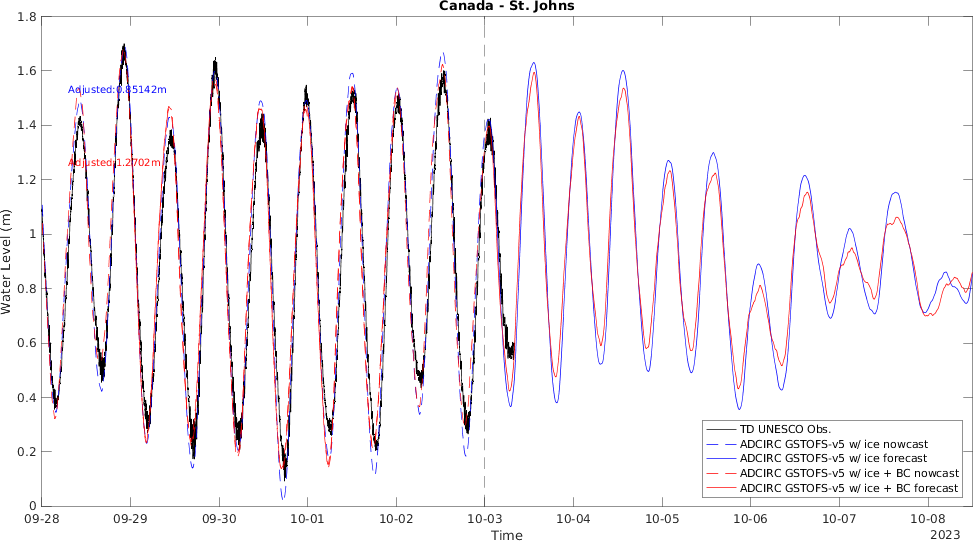 Canada - St. Johns
1.8
1.6
1.4
1.2
1
0.8
0.6
0.4
0.2
0
Water Level (m)
Adjusted:0.85142m
Adjusted:1.2702m
TD UNESCO Obs.
ADCIRC GSTOFS-v5 w/ ice nowcast
ADCIRC GSTOFS-v5 w/ ice forecast
ADCIRC GSTOFS-v5 w/ ice + BC nowcast
ADCIRC GSTOFS-v5 w/ ice + BC forecast
09-28 09-29 09-30 10-01 10-02 10-03 10-04 10-05 10-06 10-07 10-08
2023
Time